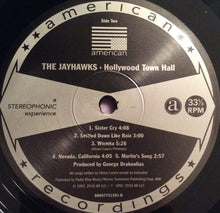 american
Side Two
american
THE JAYHAWKS - Hollywood Town Hall
a
STEREOPHONIC
experience
a
33⅓
RPM
1. Sister Cry 4:08
2. Settled Down Like Rain 3:00
3. Wichita 5:26
4. Nevada, California 4:05 5. Martin's Song 2:57
Produced by George Drakoulias
recordings